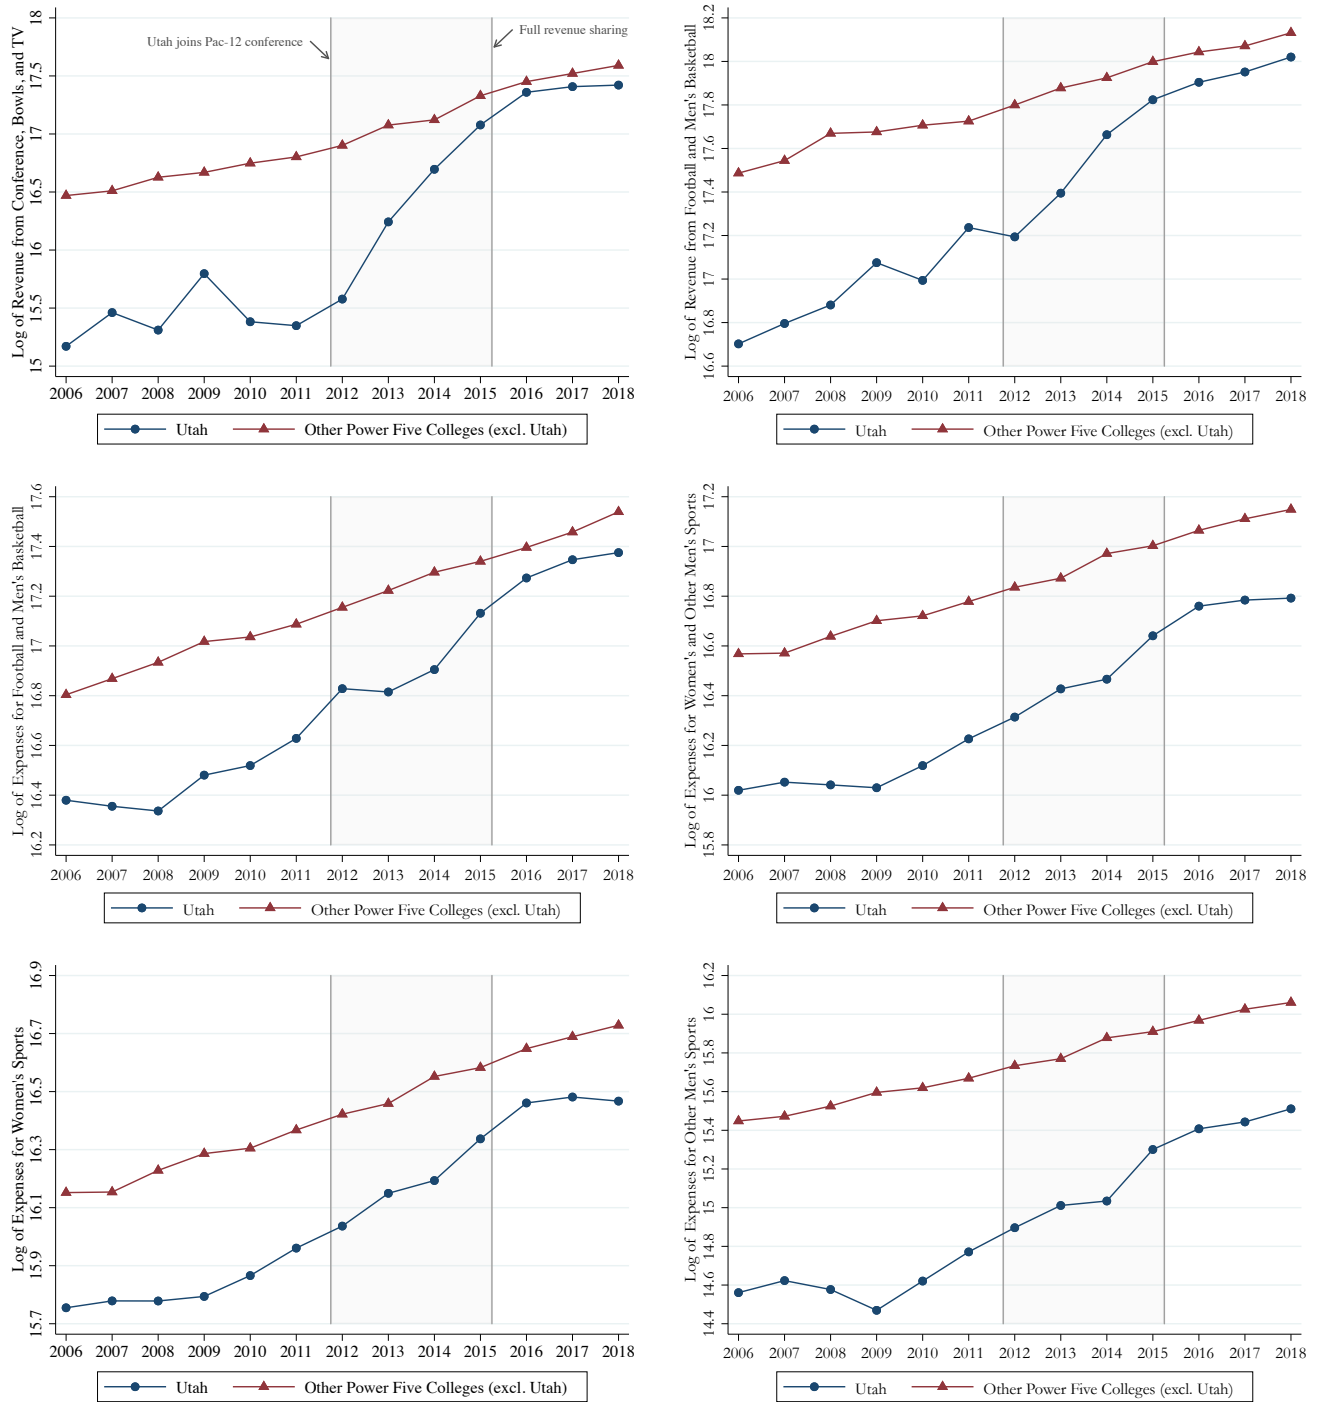 Log of Revenue from Conference, Bowls, and TV
18
17.5
17
16.5
16
15.5
15
Utah joins Pac-12 conference
Full revenue sharing
2006 2007 2008 2009 2010 2011 2012 2013 2014 2015 2016 2017 2018
Utah Other Power Five Colleges (excl. Utah)
Log of Revenue from Football and Men's Basketball
18.2
18
17.8
17.6
17.4
17.2
17
16.8
16.6
2006 2007 2008 2009 2010 2011 2012 2013 2014 2015 2016 2017 2018
Utah Other Power Five Colleges (excl. Utah)
Log of Expenses for Football and Men's Basketball
17.6
17.4
17.2
17
16.8
16.6
16.4
16.2
2006 2007 2008 2009 2010 2011 2012 2013 2014 2015 2016 2017 2018
Utah Other Power Five Colleges (excl. Utah)
Log of Expenses for Women's and Other Men's Sports
17.2
17
16.8
16.6
16.4
16.2
16
15.8
2006 2007 2008 2009 2010 2011 2012 2013 2014 2015 2016 2017 2018
Utah Other Power Five Colleges (excl. Utah)
Log of Expenses for Women's Sports
16.9
16.7
16.5
16.3
16.1
15.9
15.7
2006 2007 2008 2009 2010 2011 2012 2013 2014 2015 2016 2017 2018
Utah Other Power Five Colleges (excl. Utah)
Log of Expenses for Other Men's Sports
16.2
16
15.8
15.6
15.4
15.2
15
14.8
14.6
14.4
2006 2007 2008 2009 2010 2011 2012 2013 2014 2015 2016 2017 2018
Utah Other Power Five Colleges (excl. Utah)